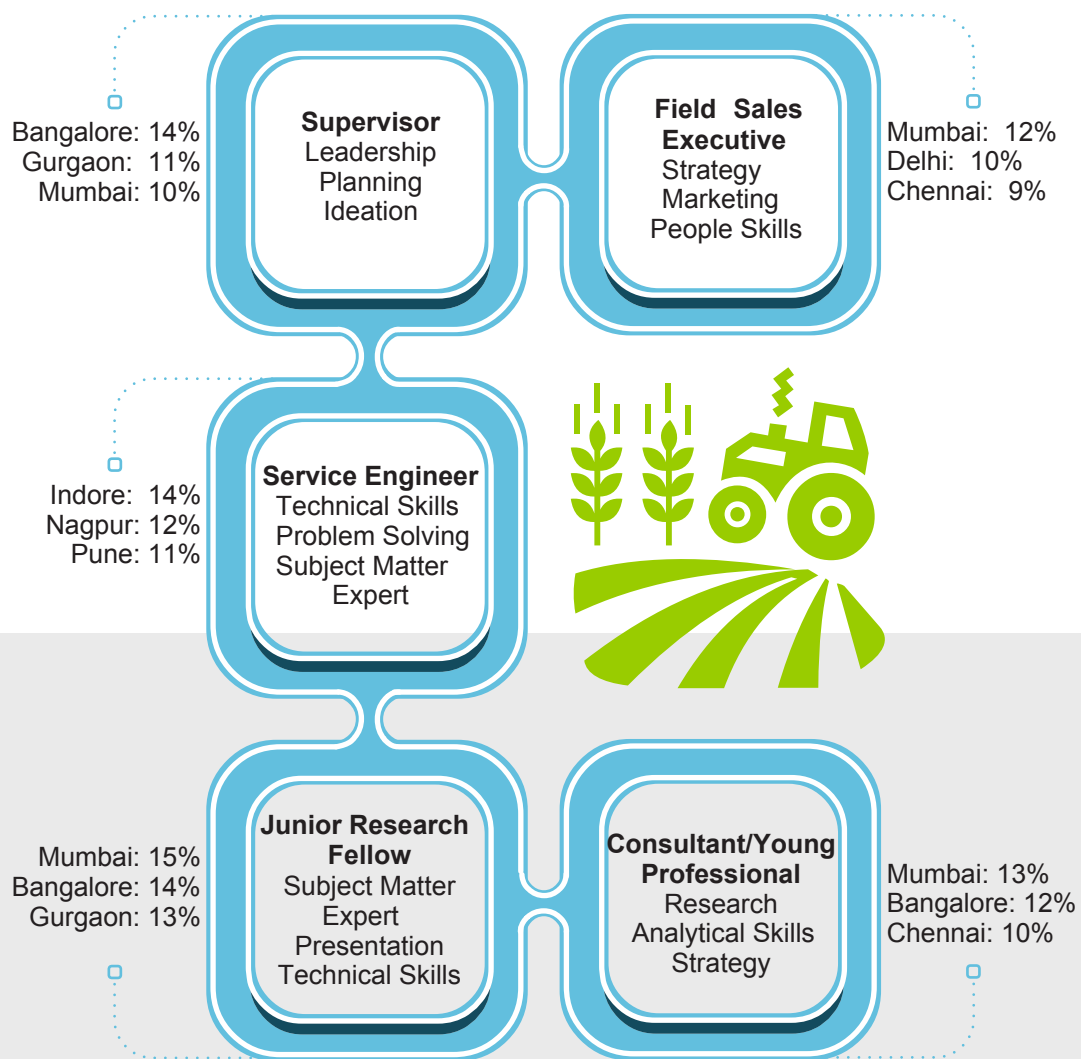 Bangalore: 14%
Gurgaon: 11%
Mumbai: 10%
Supervisor
Leadership
Planning
Ideation
Field Sales
Executive
Strategy
Marketing
People Skills
Mumbai: 12%
Delhi: 10%
Chennai: 9%
Indore: 14%
Nagpur: 12%
Pune: 11%
Service Engineer
Technical Skills
Problem Solving
Subject Matter
Expert
Mumbai: 15%
Bangalore: 14%
Gurgaon: 13%
Junior Research
Fellow
Subject Matter
Expert
Presentation
Technical Skills
Consultant/Young
Professional
Research
Analytical Skills
Strategy
Mumbai: 13%
Bangalore: 12%
Chennai: 10%